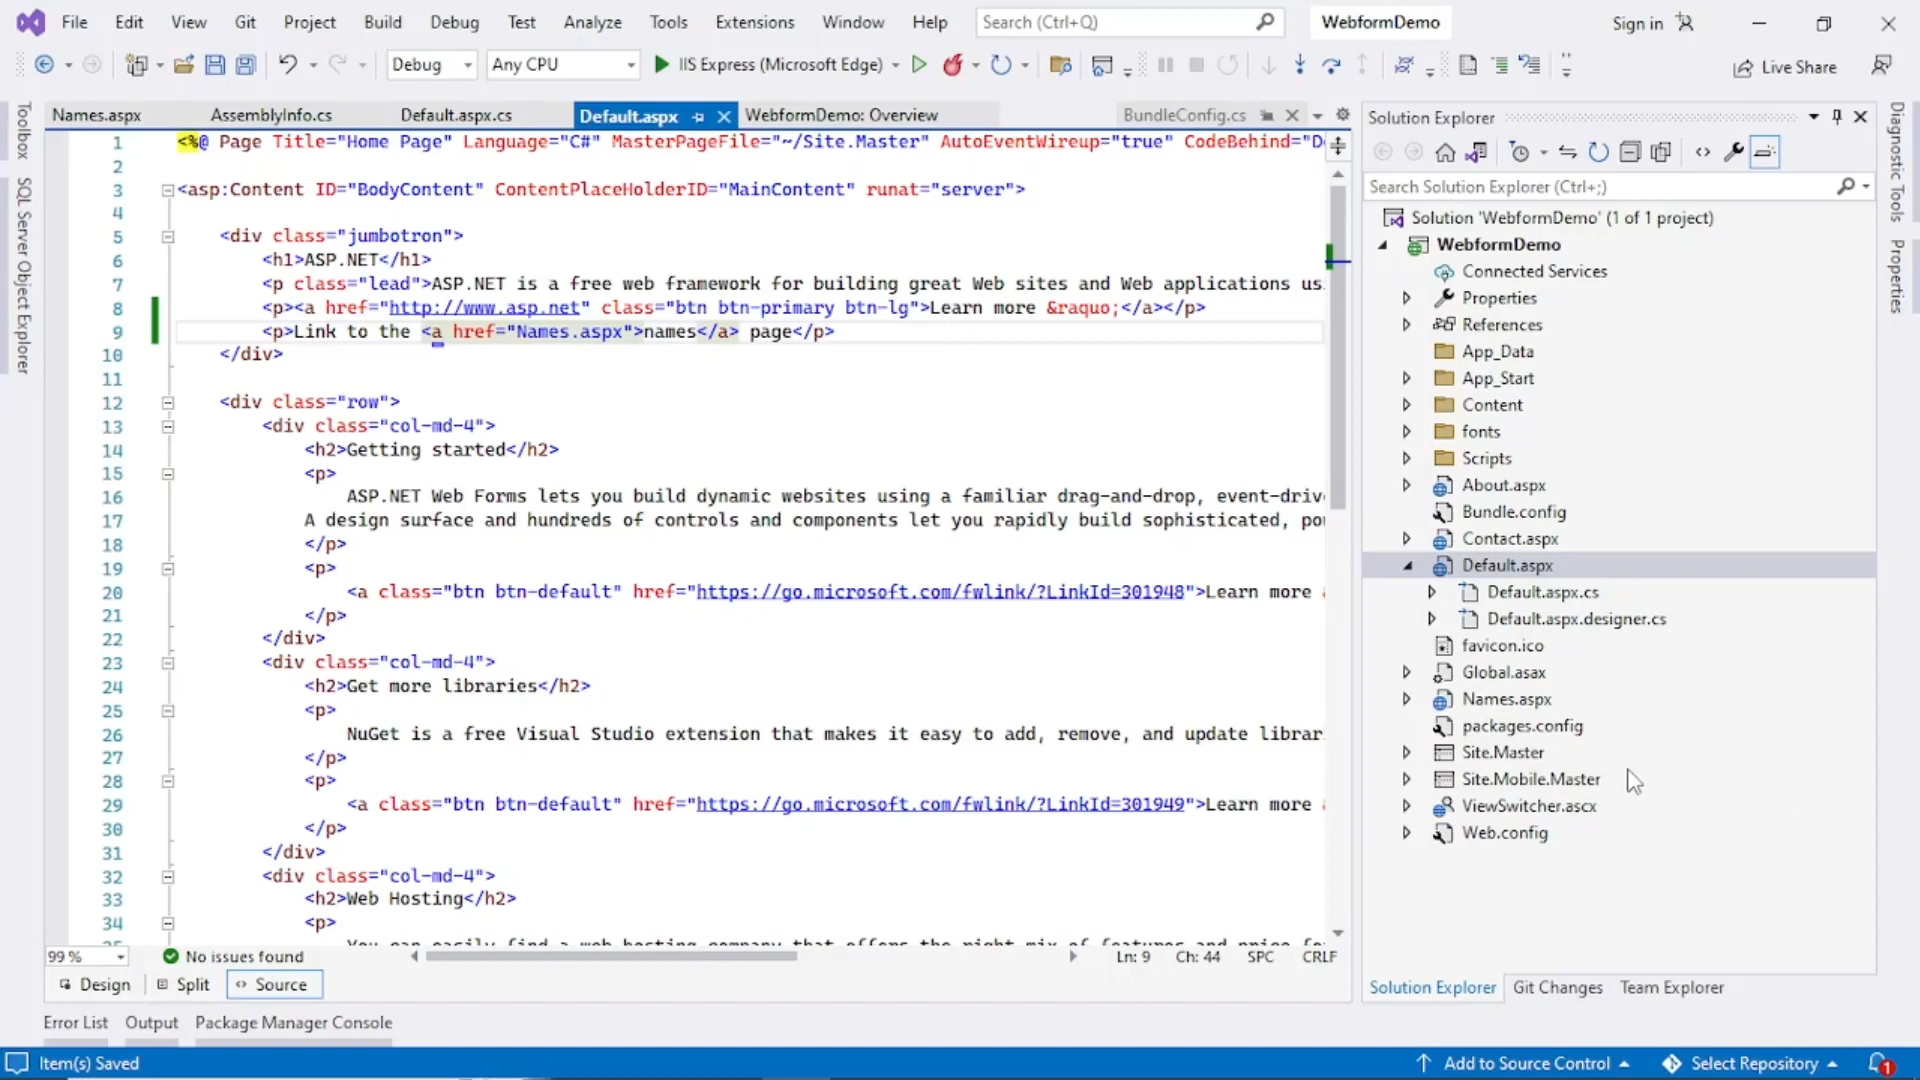 File Edit View Git Project Build Debug Test Analyze Tools Extensions Window Help Search (Ctrl+Q) WebformDemo Sign in
Debug Any CPU IIS Express (Microsoft Edge) Live Share
Names.aspx AssemblyInfo.cs Default.aspx.cs Default.aspx WebformDemo: Overview BundleConfig.cs
Toolbox
SQL Server Object Explorer
1 <%@ Page Title="Home Page" Language="C#" MasterPageFile="~/Site.Master" AutoEventWireup="true" CodeBehind="D
2
3 <asp:Content ID="BodyContent" ContentPlaceHolderID="MainContent" runat="server">
4
5 <div class="jumbotron">
6 <h1>ASP.NET</h1>
7 <p class="lead">ASP.NET is a free web framework for building great Web sites and Web applications us
8 <p><a href="http://www.asp.net" class="btn btn-primary btn-lg">Learn more &raquo;</a></p>
9 <p>Link to the <a href="Names.aspx">names</a> page</p>
10 </div>
11
12 <div class="row">
13 <div class="col-md-4">
14 <h2>Getting started</h2>
15 <p>
16 ASP.NET Web Forms lets you build dynamic websites using a familiar drag-and-drop, event-driv
17 A design surface and hundreds of controls and components let you rapidly build sophisticated, po
18 </p>
19 <p>
20 <a class="btn btn-default" href="https://go.microsoft.com/fwlink/?LinkId=301948">Learn more
21 </p>
22 </div>
23 <div class="col-md-4">
24 <h2>Get more libraries</h2>
25 <p>
26 NuGet is a free Visual Studio extension that makes it easy to add, remove, and update librar
27 </p>
28 <p>
29 <a class="btn btn-default" href="https://go.microsoft.com/fwlink/?LinkId=301949">Learn more
30 </p>
31 </div>
32 <div class="col-md-4">
33 <h2>Web Hosting</h2>
34 <p>
You can easily find a web hosting company that offers the right mix of features and price fo
99 % No issues found Ln: 9 Ch: 44 SPC CRLF
Design Split Source
Error List Output Package Manager Console
Solution Explorer
Search Solution Explorer (Ctrl+;)
Solution 'WebformDemo' (1 of 1 project)
WebformDemo
Connected Services
Properties
References
App_Data
App_Start
Content
fonts
Scripts
About.aspx
Bundle.config
Contact.aspx
Default.aspx
Default.aspx.cs
Default.aspx.designer.cs
favicon.ico
Global.asax
Names.aspx
packages.config
Site.Master
Site.Mobile.Master
ViewSwitcher.ascx
Web.config
Solution Explorer Git Changes Team Explorer
Diagnostic Tools
Properties
Item(s) Saved Add to Source Control Select Repository 1